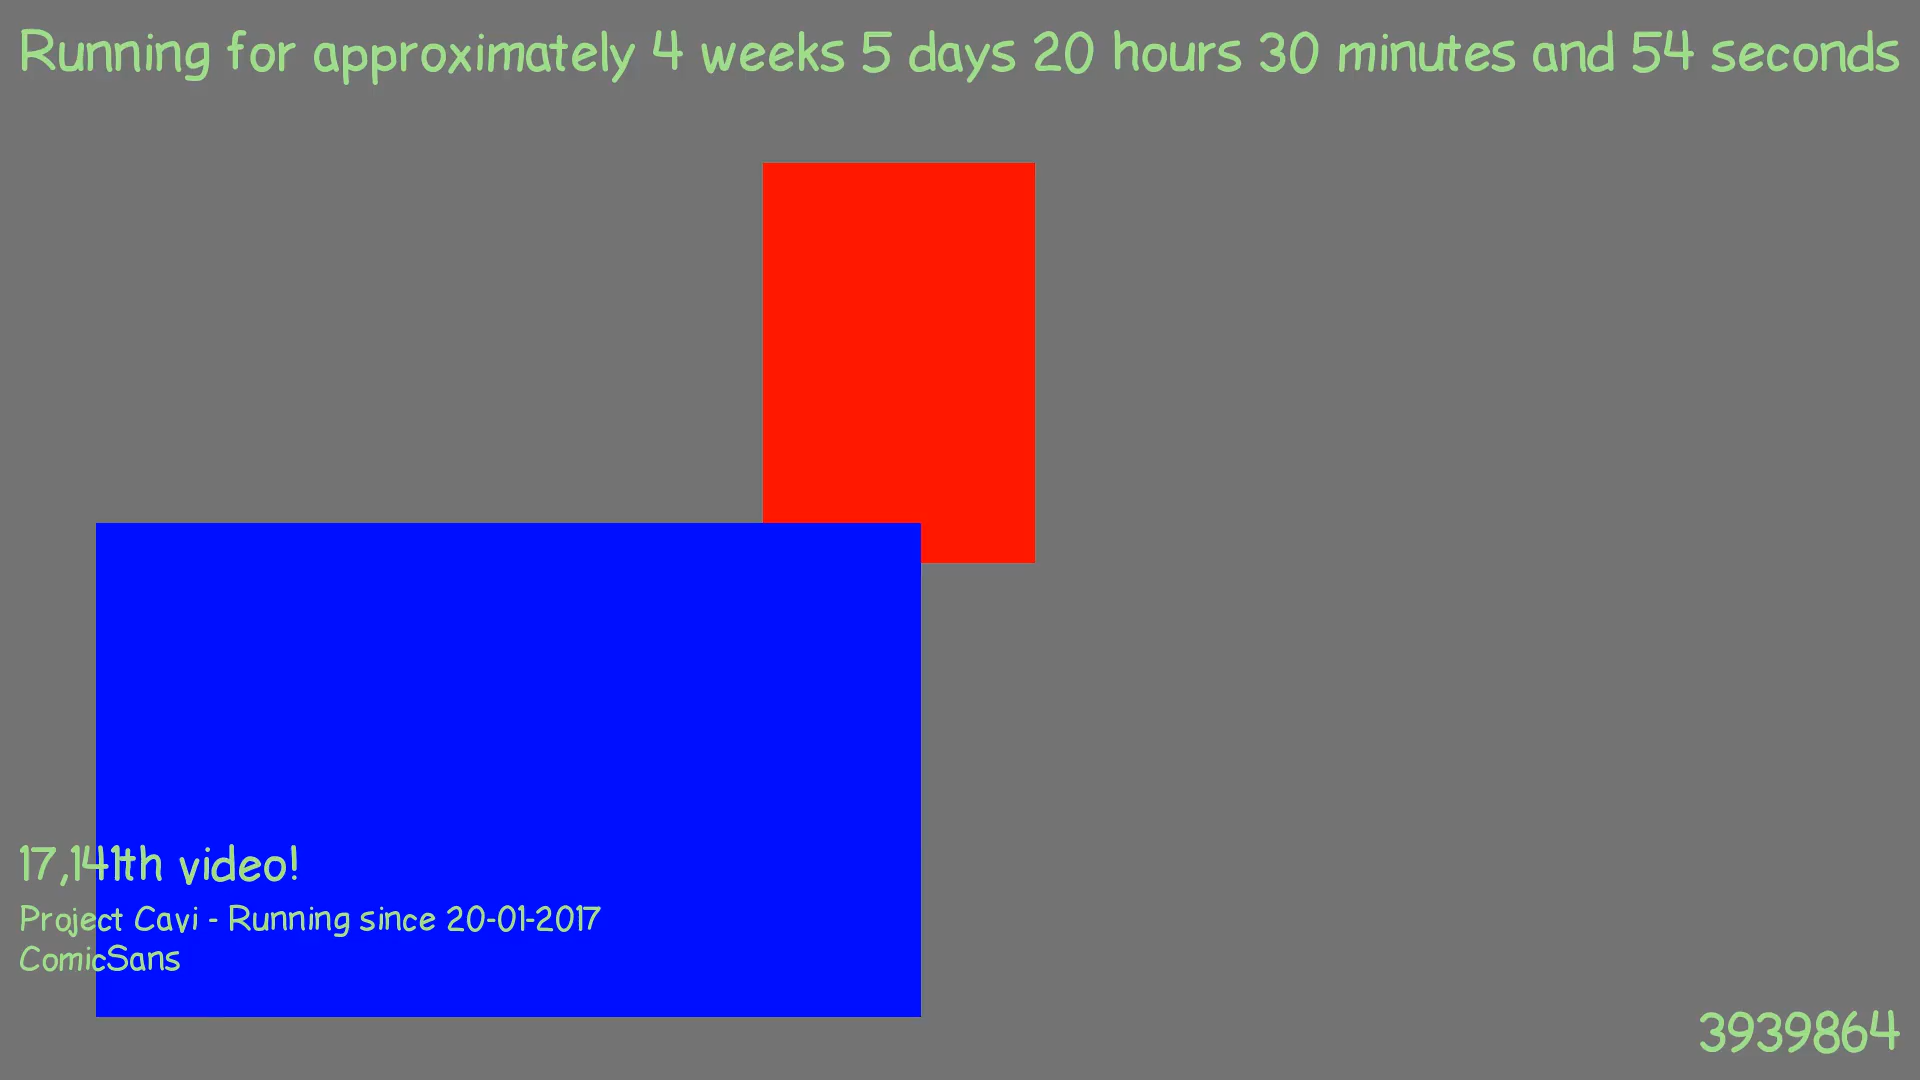 Running for approximately 4 weeks 5 days 20 hours 30 minutes and 54 seconds
17,141th video!
Project Cavi - Running since 20-01-2017
ComicSans
3939864